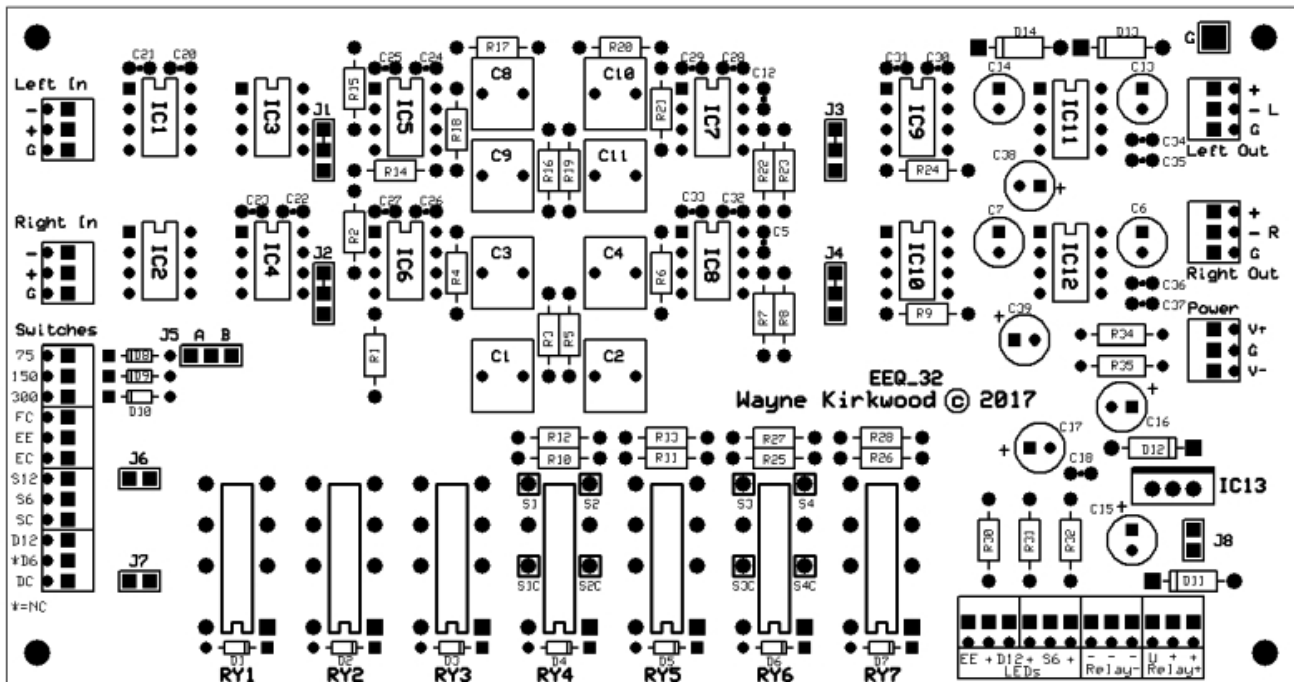 D14 D13 G
C21 C20 C25 C24 R17 R20 C29 C28 C31 C30
Left In R15 C8 C10 C12 C14 C13
- IC1 IC3 J1 IC5 R18 R21 IC7 J3 IC9 IC11 +
+ - L
G G
R14 C9 R16 R19 C11 R22 R23 R24 C34
C35
Left Out
C38 +
Right In C23 C22 R2 C27 C26 C33 C32 C5 C7 C6
- IC2 IC4 J2 IC6 R4 C3 C4 R6 IC8 J4 IC10 IC12 +
+ - R
G G
Right Out
C36
C37
R1 R3 R5 R7 R8 R9 + C39 Power
Switches J5 A B C1 C2 R34 V+
75 D8 G
150 D9 R35 V-
300 D10
EEQ_32
Wayne Kirkwood © 2017
FC
EE
EC
+ C16
+ C17
R12 R13 R27 R28 D12
R10 R11 R25 R26 C18
S12 J6 S1 S2 S3 S4 IC13
S6
SC
C15 +
R30 R31 R32 J8
D12 J7
*D6 S1C S2C S3C S4C
DC D11
*=NC
D1 D2 D3 D4 D5 D6 D7
RY1 RY2 RY3 RY4 RY5 RY6 RY7
EE + D12+ S6 + - - - U + +
LEDs Relay- Relay+